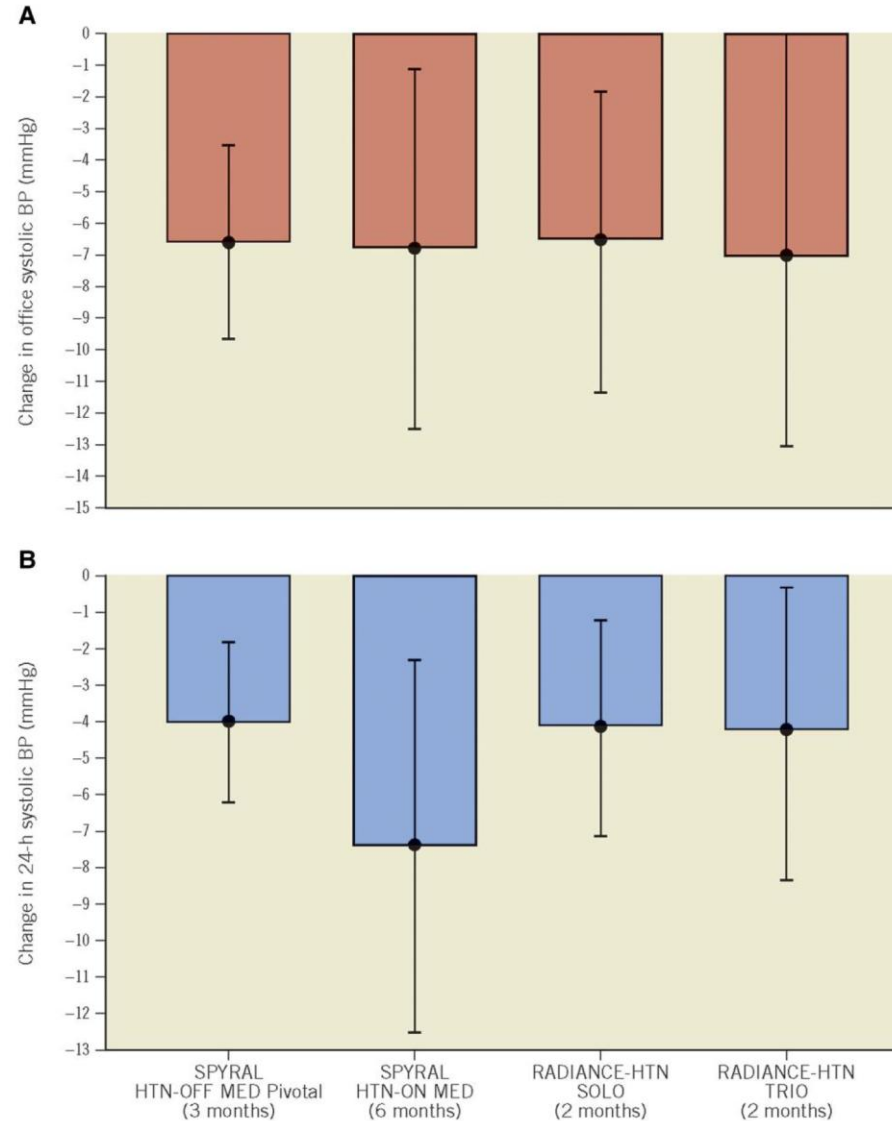 A
0
–1
–2
–3
–4
–5
–6
–7
–8
–9
–10
–11
–12
–13
–14
–15
Change in office systolic BP (mmHg)
B
0
–1
–2
–3
–4
–5
–6
–7
–8
–9
–10
–11
–12
–13
Change in 24-h systolic BP (mmHg)
SPYRAL
HTN-OFF MED Pivotal
(3 months)
SPYRAL
HTN-ON MED
(6 months)
RADIANCE-HTN
SOLO
(2 months)
RADIANCE-HTN
TRIO
(2 months)